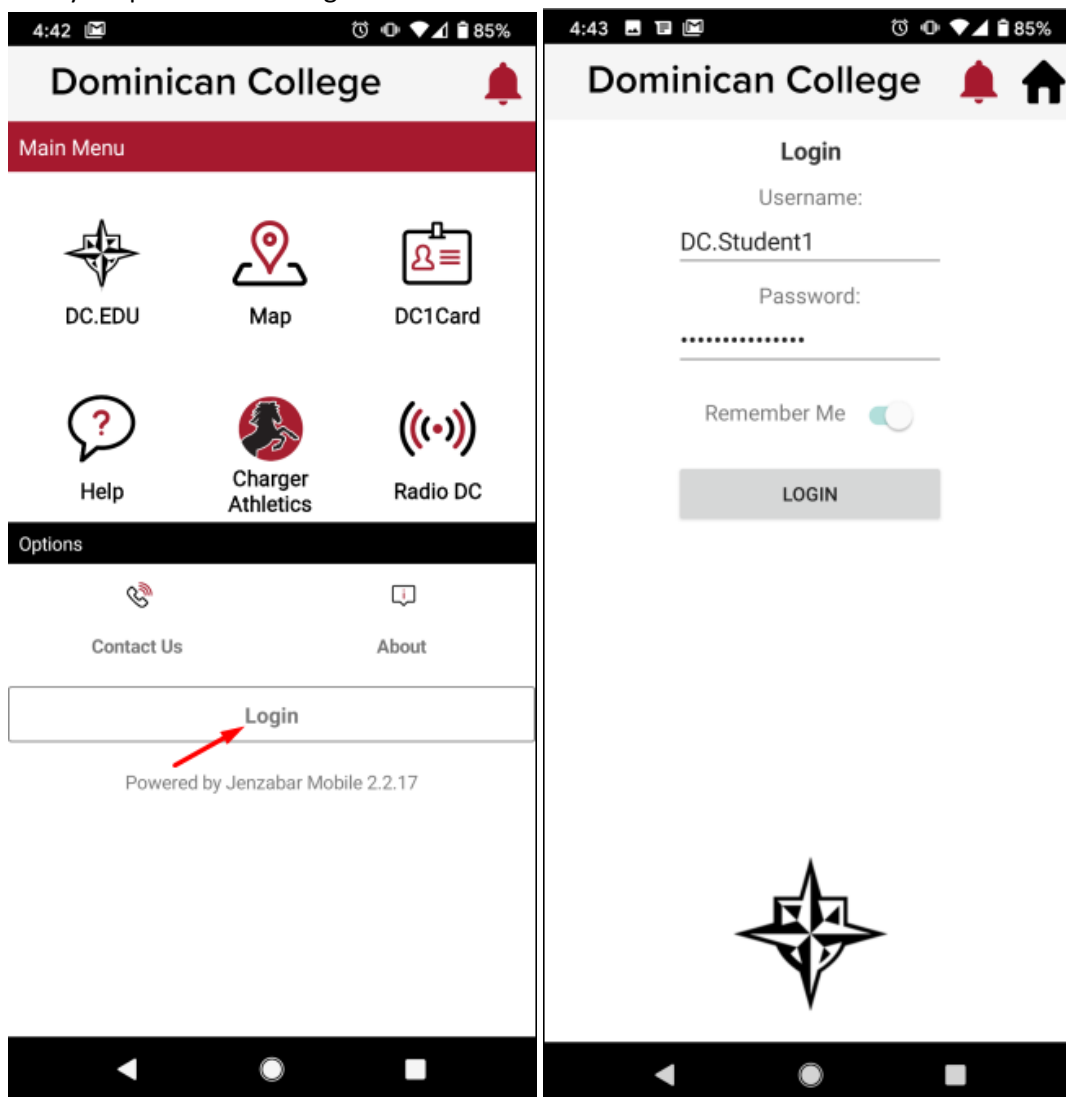 4:42
85%
Dominican College
Main Menu
DC.EDU
Map
DC1Card
?
Help
Charger
Athletics
Radio DC
Options
Contact Us
About
Login
Powered by Jenzabar Mobile 2.2.17
4:43
85%
Dominican College
Login
Username:
DC.Student1
Password:
•••••••••••••••
Remember Me
LOGIN